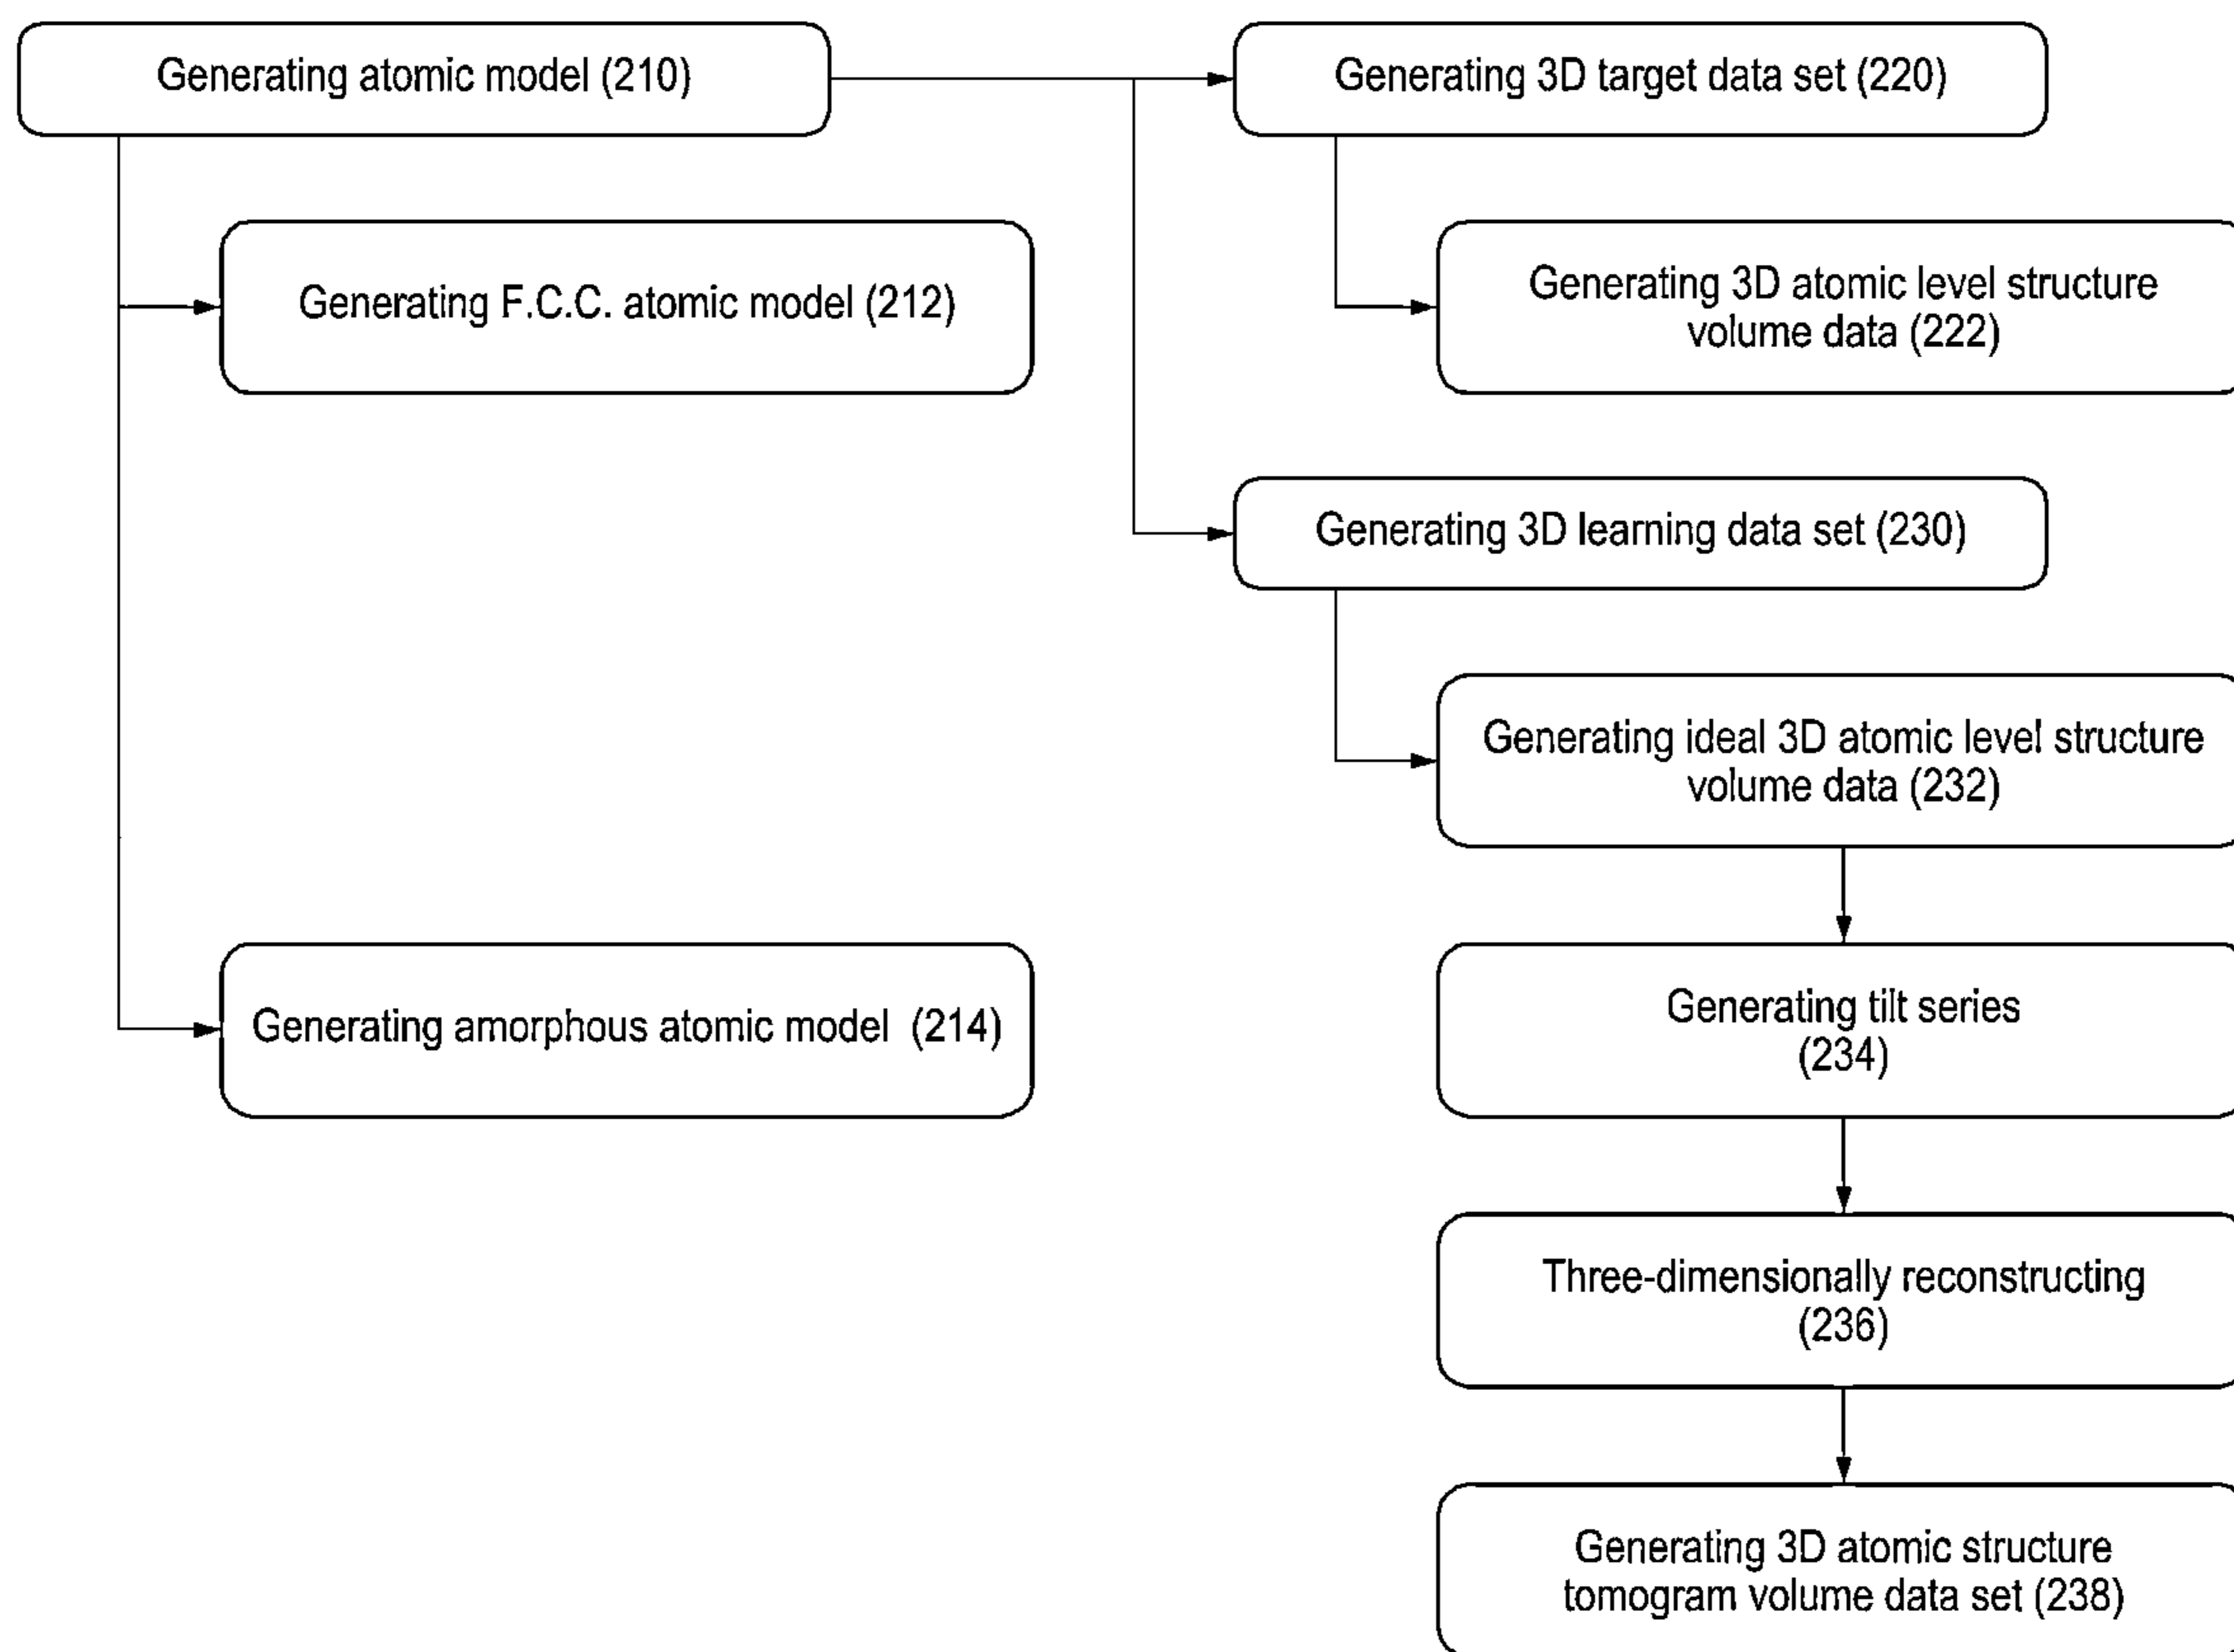 Generating atomic model (210)
Generating F.C.C. atomic model (212)
Generating amorphous atomic model (214)
Generating 3D target data set (220)
Generating 3D atomic level structure
volume data (222)
Generating 3D learning data set (230)
Generating ideal 3D atomic level structure
volume data (232)
Generating tilt series
(234)
Three-dimensionally reconstructing
(236)
Generating 3D atomic structure
tomogram volume data set (238)